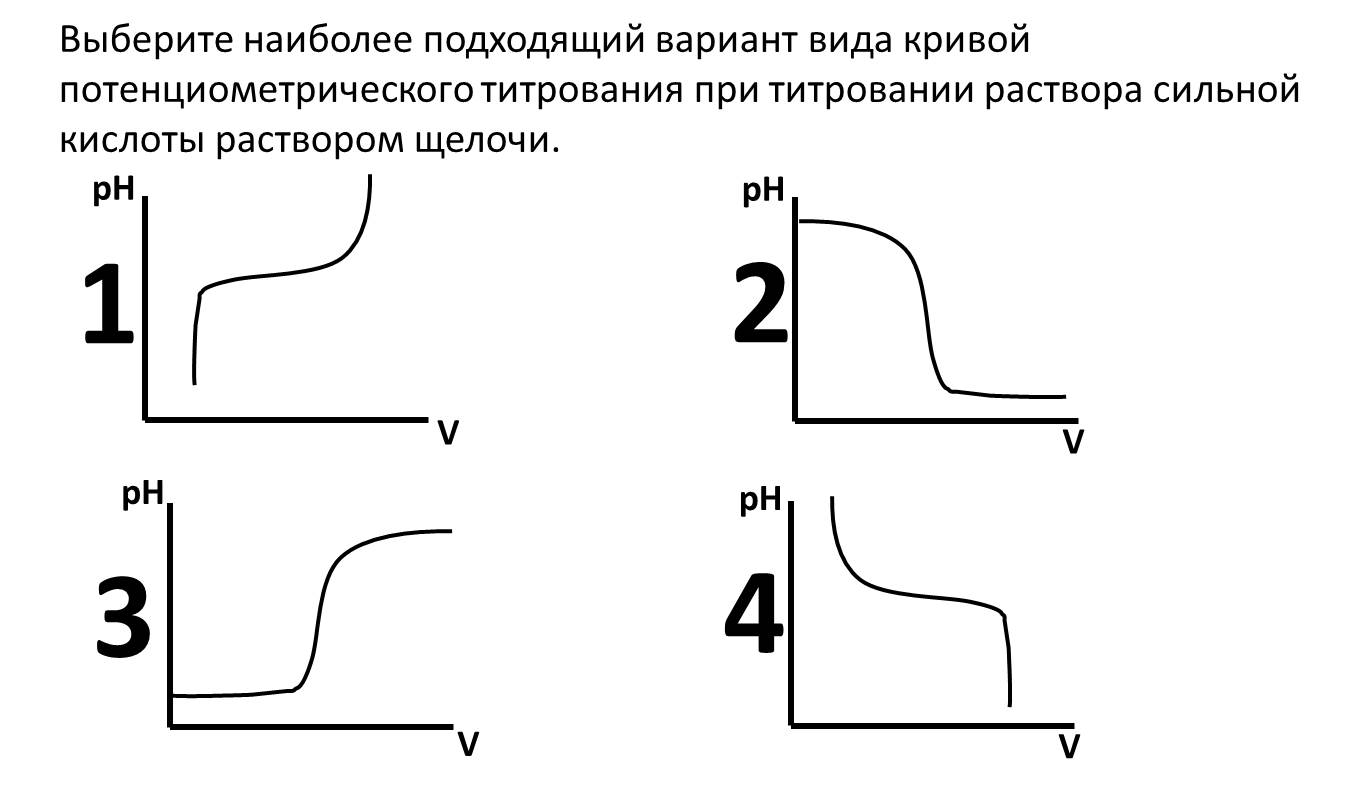 Выберите наиболее подходящий вариант вида кривой
потенциометрического титрования при титровании раствора сильной
кислоты раствором щелочи.
pH
1
V
pH
2
V
pH
3
V
pH
4
V